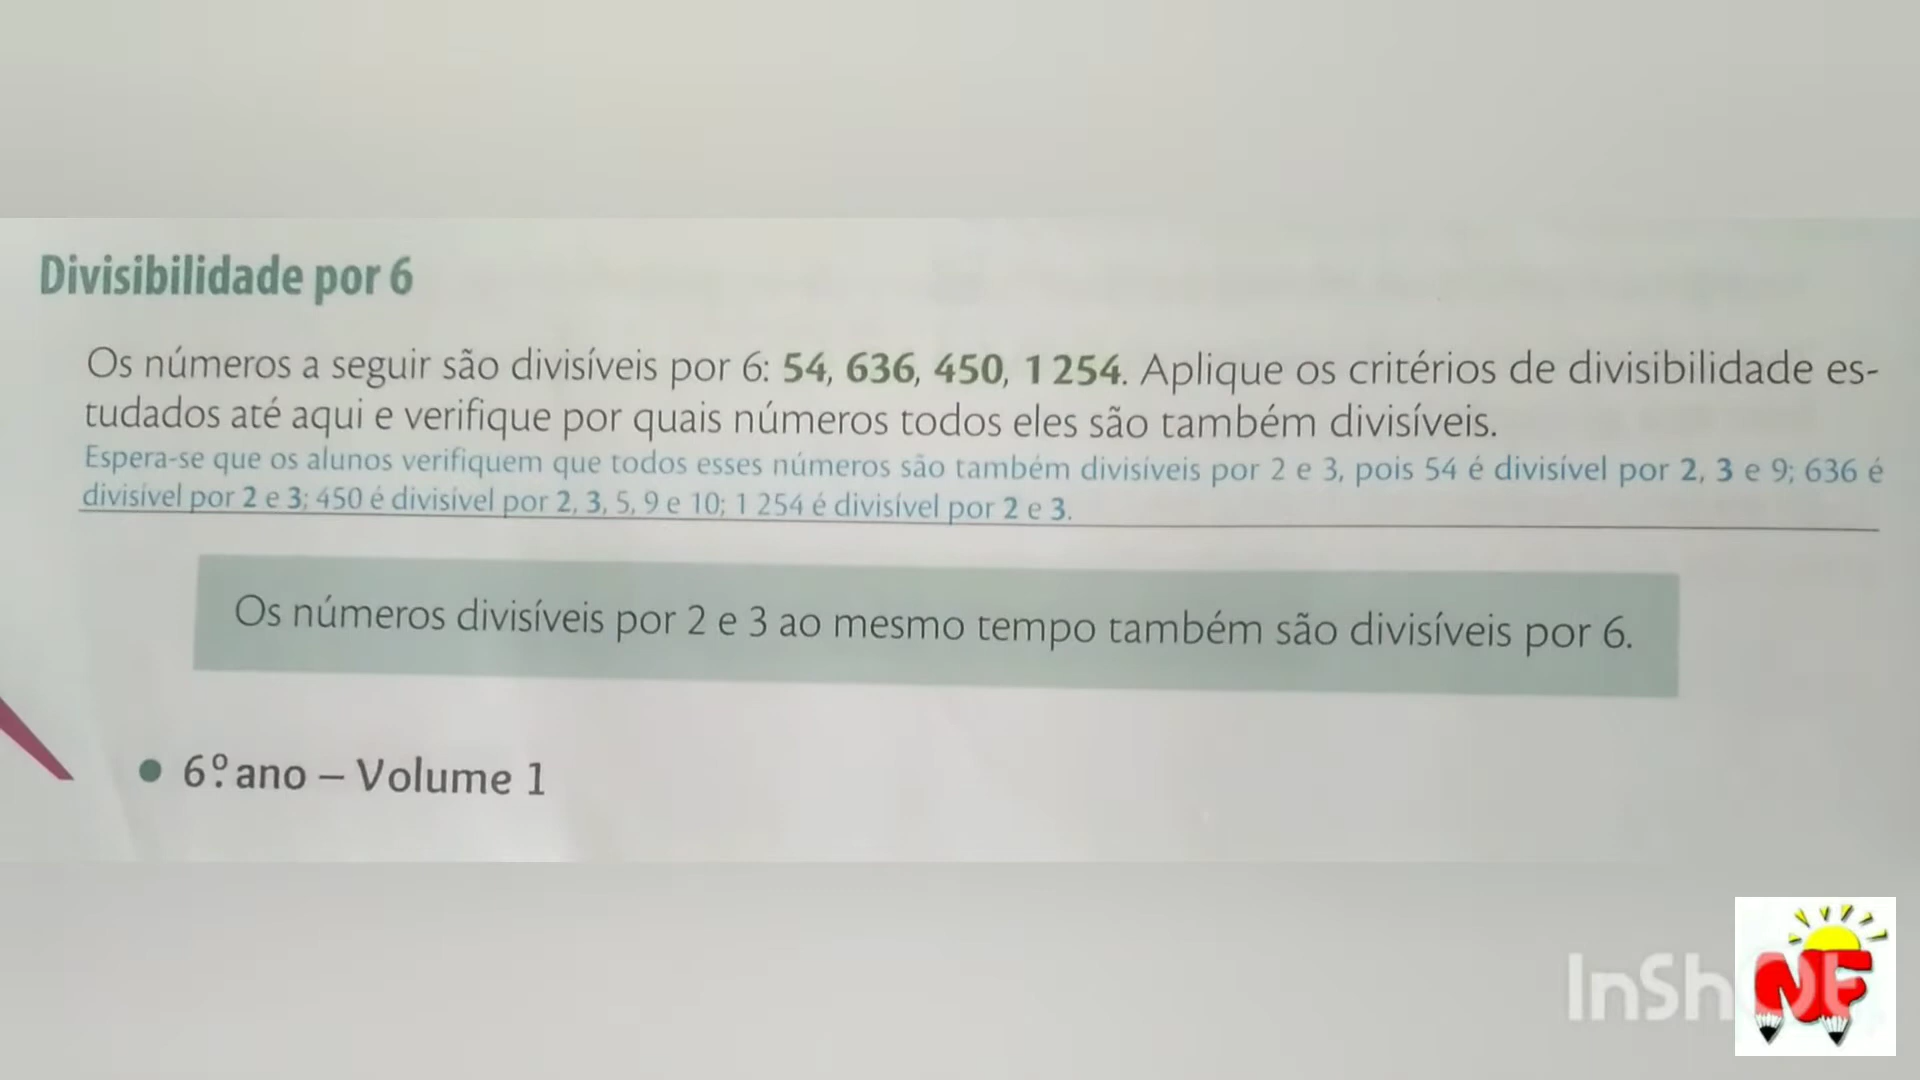 Divisibilidade por 6
Os números a seguir são divisíveis por 6: 54, 636, 450, 1 254. Aplique os critérios de divisibilidade es-
tudados até aqui e verifique por quais números todos eles são também divisíveis.
Espera-se que os alunos verifiquem que todos esses números são também divisíveis por 2 e 3, pois 54 é divisível por 2, 3 e 9; 636 é
divisível por 2 e 3; 450 é divisível por 2, 3, 5, 9 e 10; 1 254 é divisível por 2 e 3.
Os números divisíveis por 2 e 3 ao mesmo tempo também são divisíveis por 6.
6º. ano – Volume 1
InShOt
NF